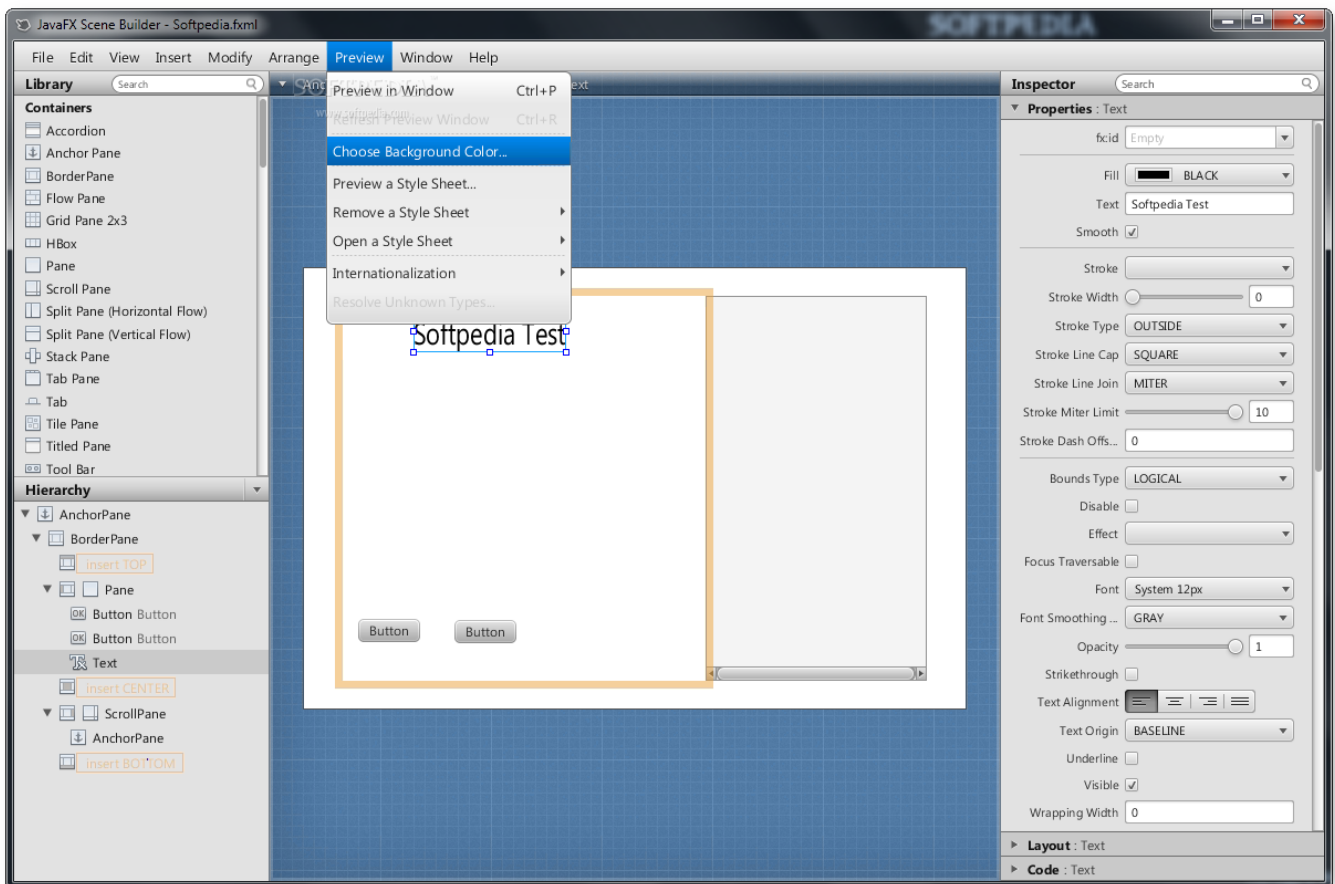 JavaFX Scene Builder - Softpedia.fxml
SOFTPEDIA
File Edit View Insert Modify Arrange Preview Window Help
Library Search
Containers
Accordion
Anchor Pane
BorderPane
Flow Pane
Grid Pane 2x3
HBox
Pane
Scroll Pane
Split Pane (Horizontal Flow)
Split Pane (Vertical Flow)
Stack Pane
Tab Pane
Tab
Tile Pane
Titled Pane
Tool Bar
Hierarchy
AnchorPane
BorderPane
insert TOP
Pane
Button Button
Button Button
Text
insert CENTER
ScrollPane
AnchorPane
insert BOTTOM
Preview in Window Ctrl+P
Refresh Preview Window Ctrl+R
Choose Background Color...
Preview a Style Sheet...
Remove a Style Sheet
Open a Style Sheet
Internationalization
Resolve Unknown Types...
Softpedia Test
Button Button
Inspector Search
Properties : Text
fx:id Empty
Fill BLACK
Text Softpedia Test
Smooth
Stroke
Stroke Width 0
Stroke Type OUTSIDE
Stroke Line Cap SQUARE
Stroke Line Join MITER
Stroke Miter Limit 10
Stroke Dash Offs... 0
Bounds Type LOGICAL
Disable
Effect
Focus Traversable
Font System 12px
Font Smoothing ... GRAY
Opacity 1
Strikethrough
Text Alignment
Text Origin BASELINE
Underline
Visible
Wrapping Width 0
Layout : Text
Code : Text